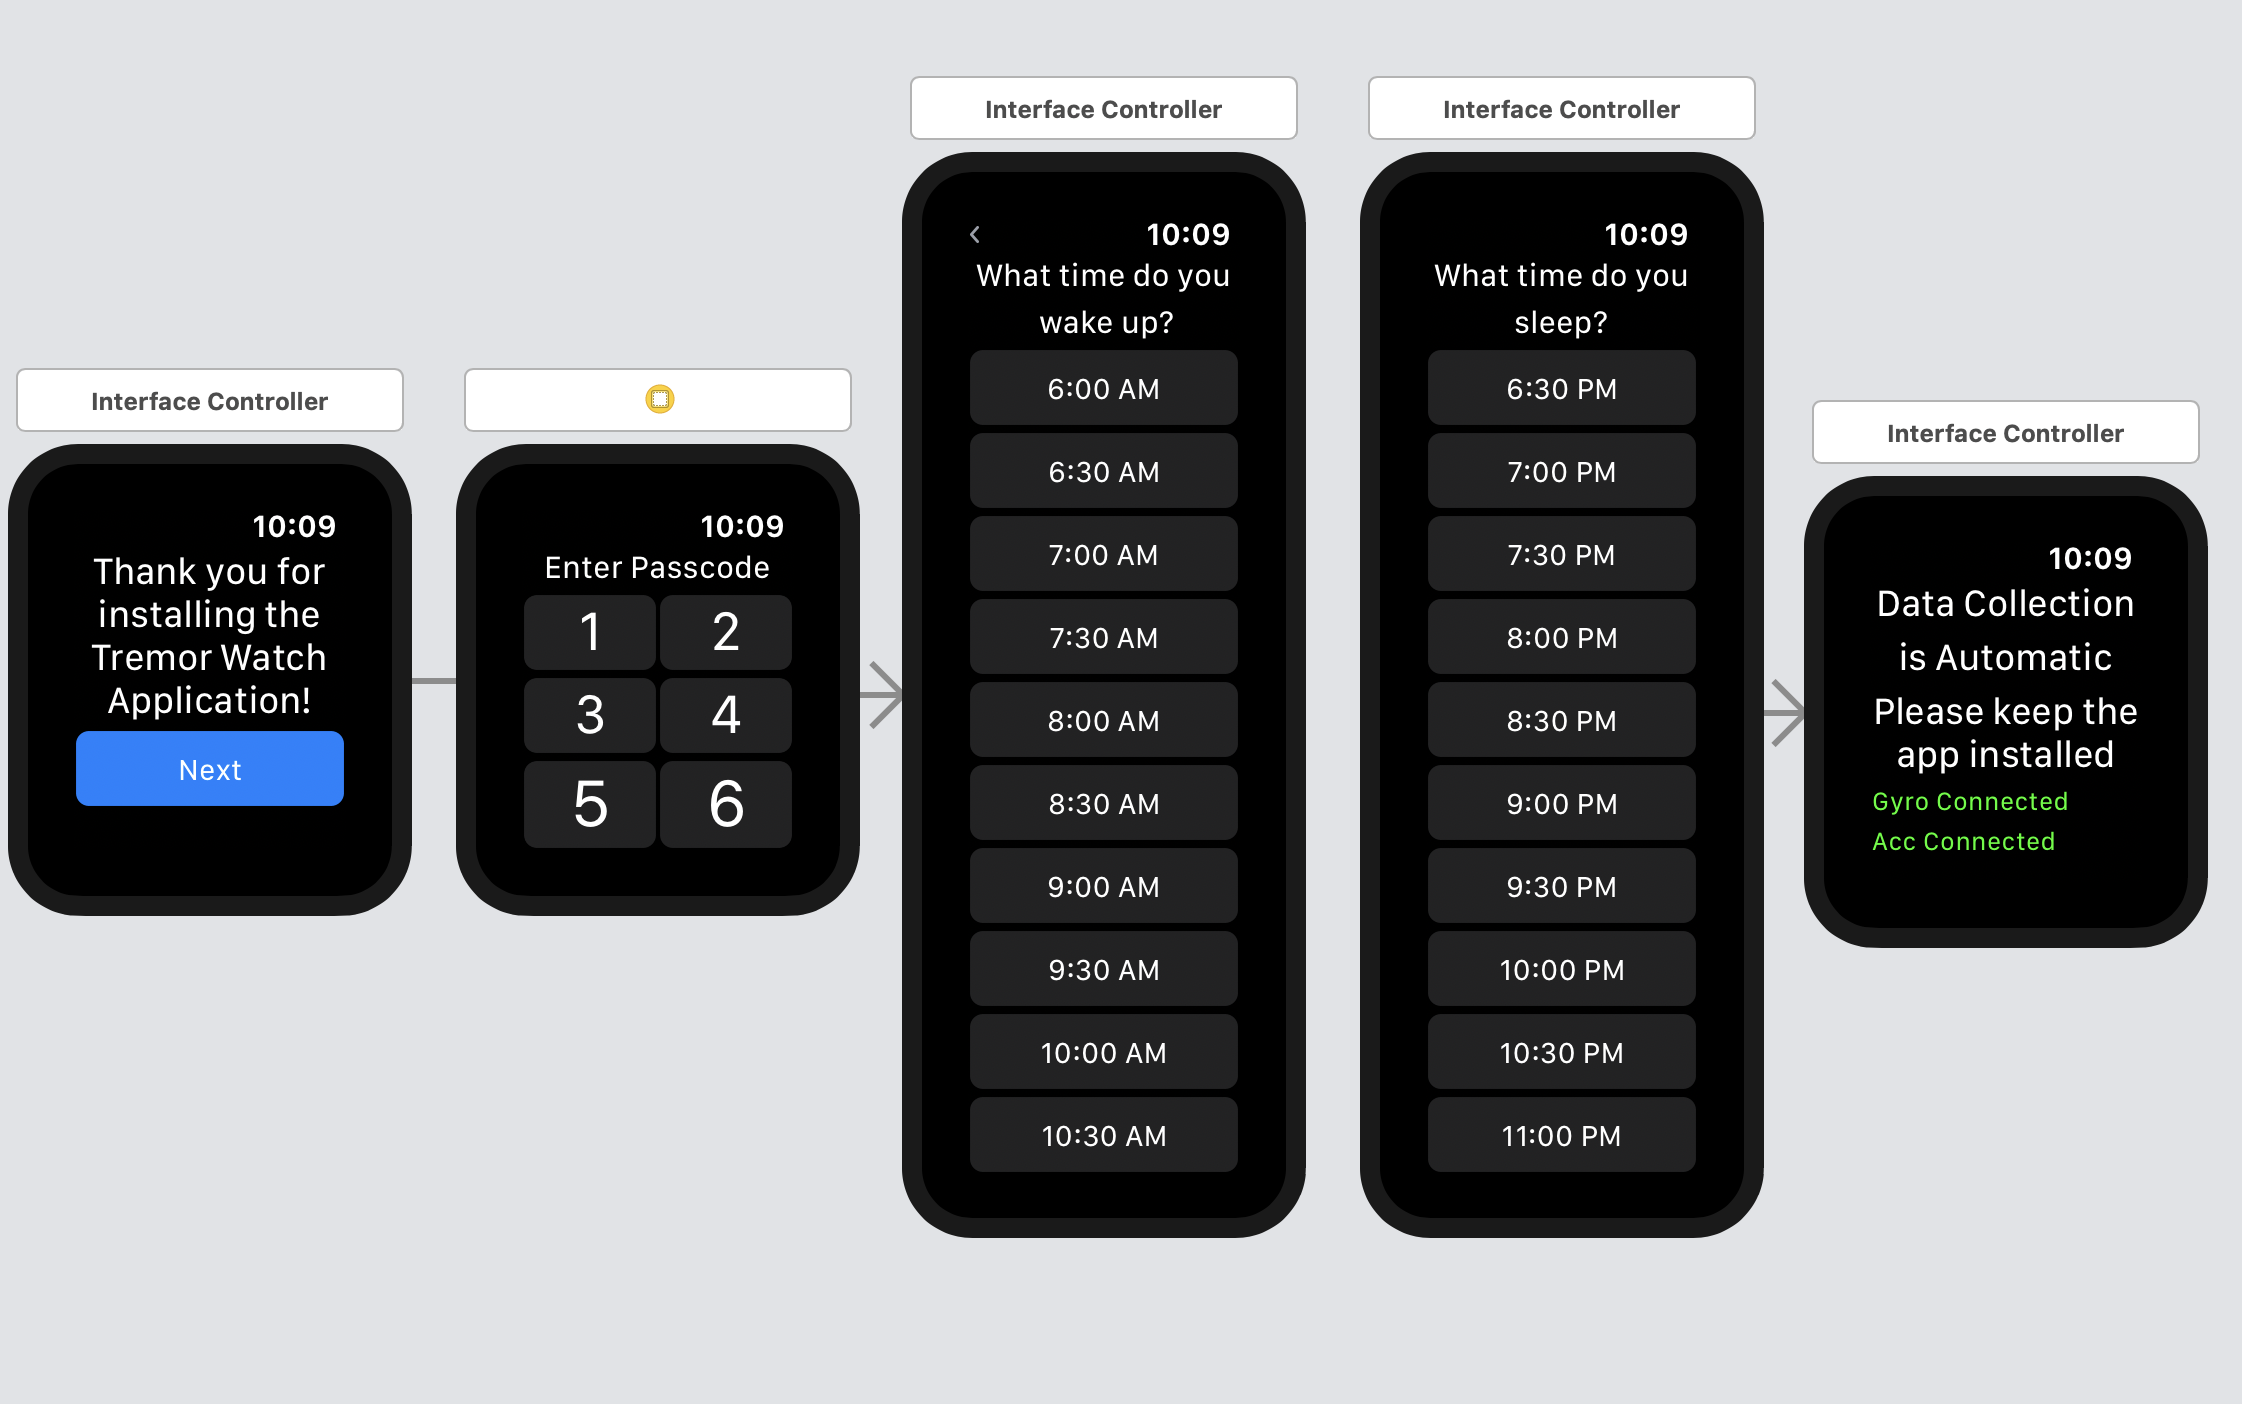 Interface Controller
10:09
Thank you for
installing the
Tremor Watch
Application!
Next
10:09
Enter Passcode
1 2
3 4
5 6
Interface Controller
10:09
What time do you
wake up?
6:00 AM
6:30 AM
7:00 AM
7:30 AM
8:00 AM
8:30 AM
9:00 AM
9:30 AM
10:00 AM
10:30 AM
Interface Controller
10:09
What time do you
sleep?
6:30 PM
7:00 PM
7:30 PM
8:00 PM
8:30 PM
9:00 PM
9:30 PM
10:00 PM
10:30 PM
11:00 PM
Interface Controller
10:09
Data Collection
is Automatic
Please keep the
app installed
Gyro Connected
Acc Connected